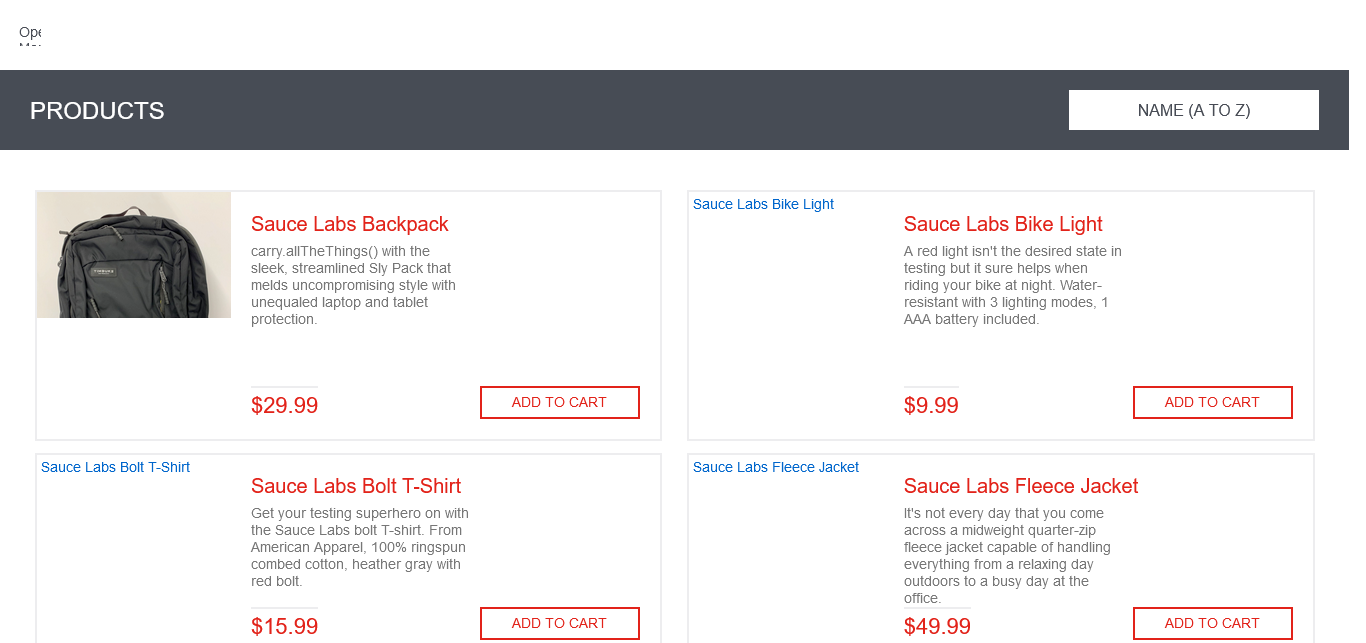 Ope
PRODUCTS
NAME (A TO Z)
Sauce Labs Backpack
carry.allTheThings() with the
sleek, streamlined Sly Pack that
melds uncompromising style with
unequaled laptop and tablet
protection.
$29.99
ADD TO CART
Sauce Labs Bike Light
Sauce Labs Bike Light
A red light isn't the desired state in
testing but it sure helps when
riding your bike at night. Water-
resistant with 3 lighting modes, 1
AAA battery included.
$9.99
ADD TO CART
Sauce Labs Bolt T-Shirt
Sauce Labs Bolt T-Shirt
Get your testing superhero on with
the Sauce Labs bolt T-shirt. From
American Apparel, 100% ringspun
combed cotton, heather gray with
red bolt.
$15.99
ADD TO CART
Sauce Labs Fleece Jacket
Sauce Labs Fleece Jacket
It's not every day that you come
across a midweight quarter-zip
fleece jacket capable of handling
everything from a relaxing day
outdoors to a busy day at the
office.
$49.99
ADD TO CART